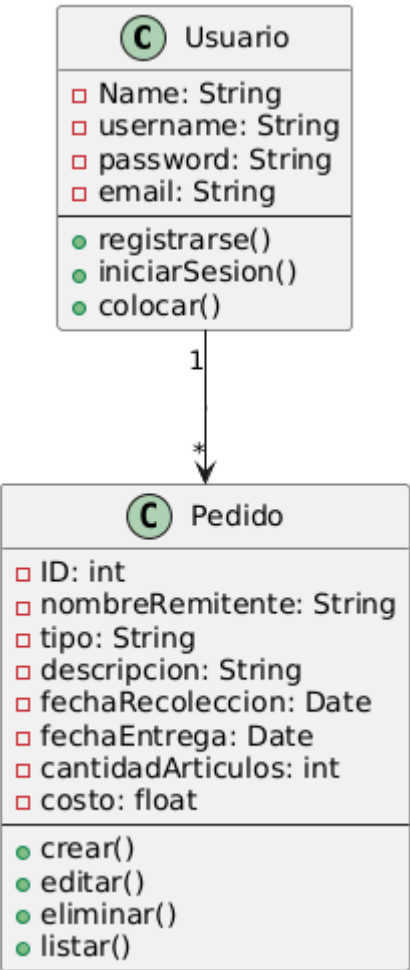 C Usuario
Name: String
username: String
password: String
email: String
registrarse()
iniciarSesion()
colocar()
1
*
C Pedido
ID: int
nombreRemitente: String
tipo: String
descripcion: String
fechaRecoleccion: Date
fechaEntrega: Date
cantidadArticulos: int
costo: float
crear()
editar()
eliminar()
listar()